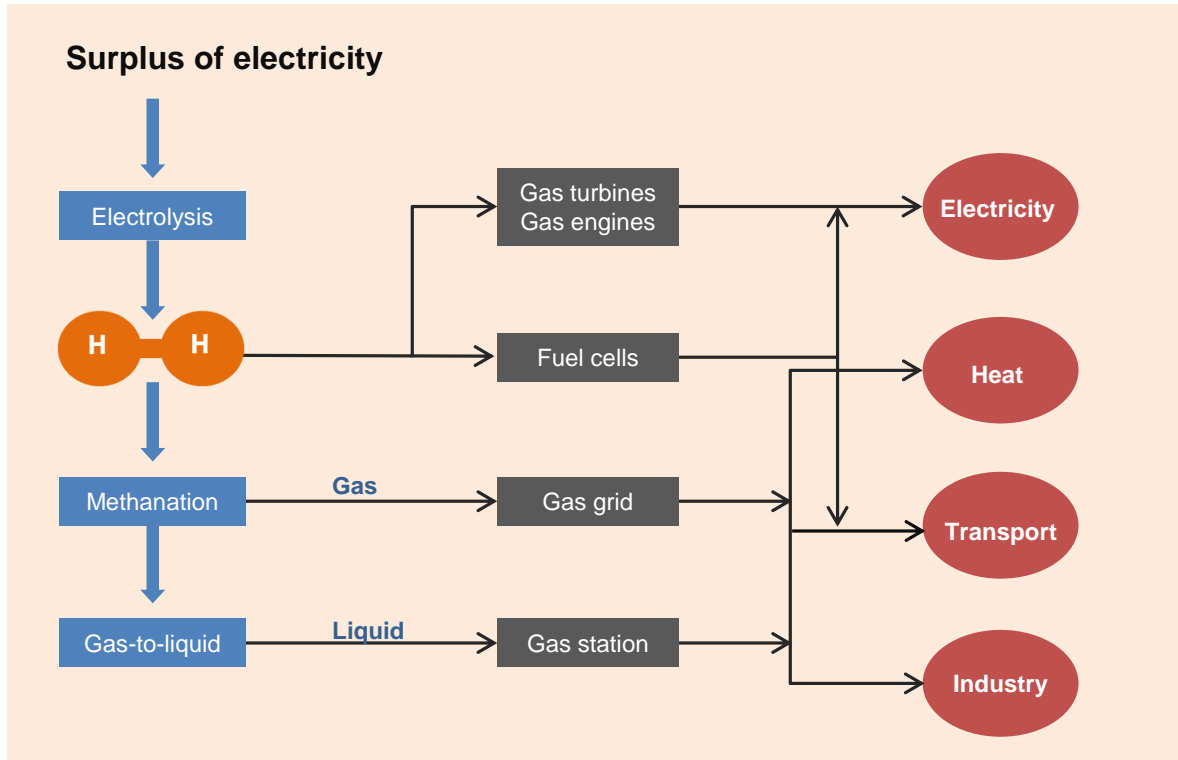 Surplus of electricity
Electrolysis
Gas turbines
Gas engines
Electricity
H H
Fuel cells
Heat
Methanation
Gas
Gas grid
Transport
Gas-to-liquid
Liquid
Gas station
Industry